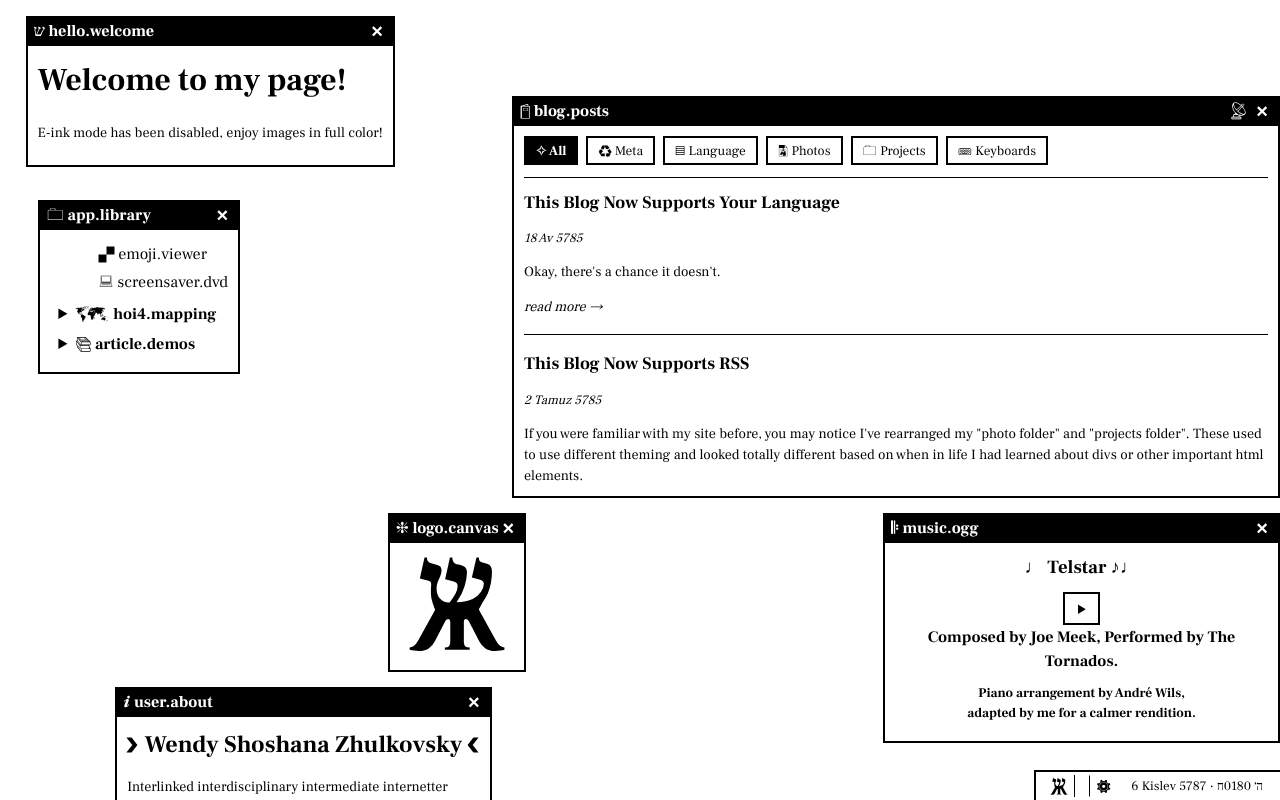 hello.welcome
Welcome to my page!
E-ink mode has been disabled, enjoy images in full color!
app.library
emoji.viewer
screensaver.dvd
hoi4.mapping
article.demos
blog.posts
All Meta Language Photos Projects Keyboards
This Blog Now Supports Your Language
18 Av 5785
Okay, there's a chance it doesn't.
read more →
This Blog Now Supports RSS
2 Tamuz 5785
If you were familiar with my site before, you may notice I've rearranged my "photo folder" and "projects folder". These used
to use different theming and looked totally different based on when in life I had learned about divs or other important html
elements.
logo.canvas
music.ogg
Telstar
Composed by Joe Meek, Performed by The
Tornados.
Piano arrangement by André Wils,
adapted by me for a calmer rendition.
user.about
Wendy Shoshana Zhulkovsky
Interlinked interdisciplinary intermediate internetter
6 Kislev 5787 · ה׳ 0180ח